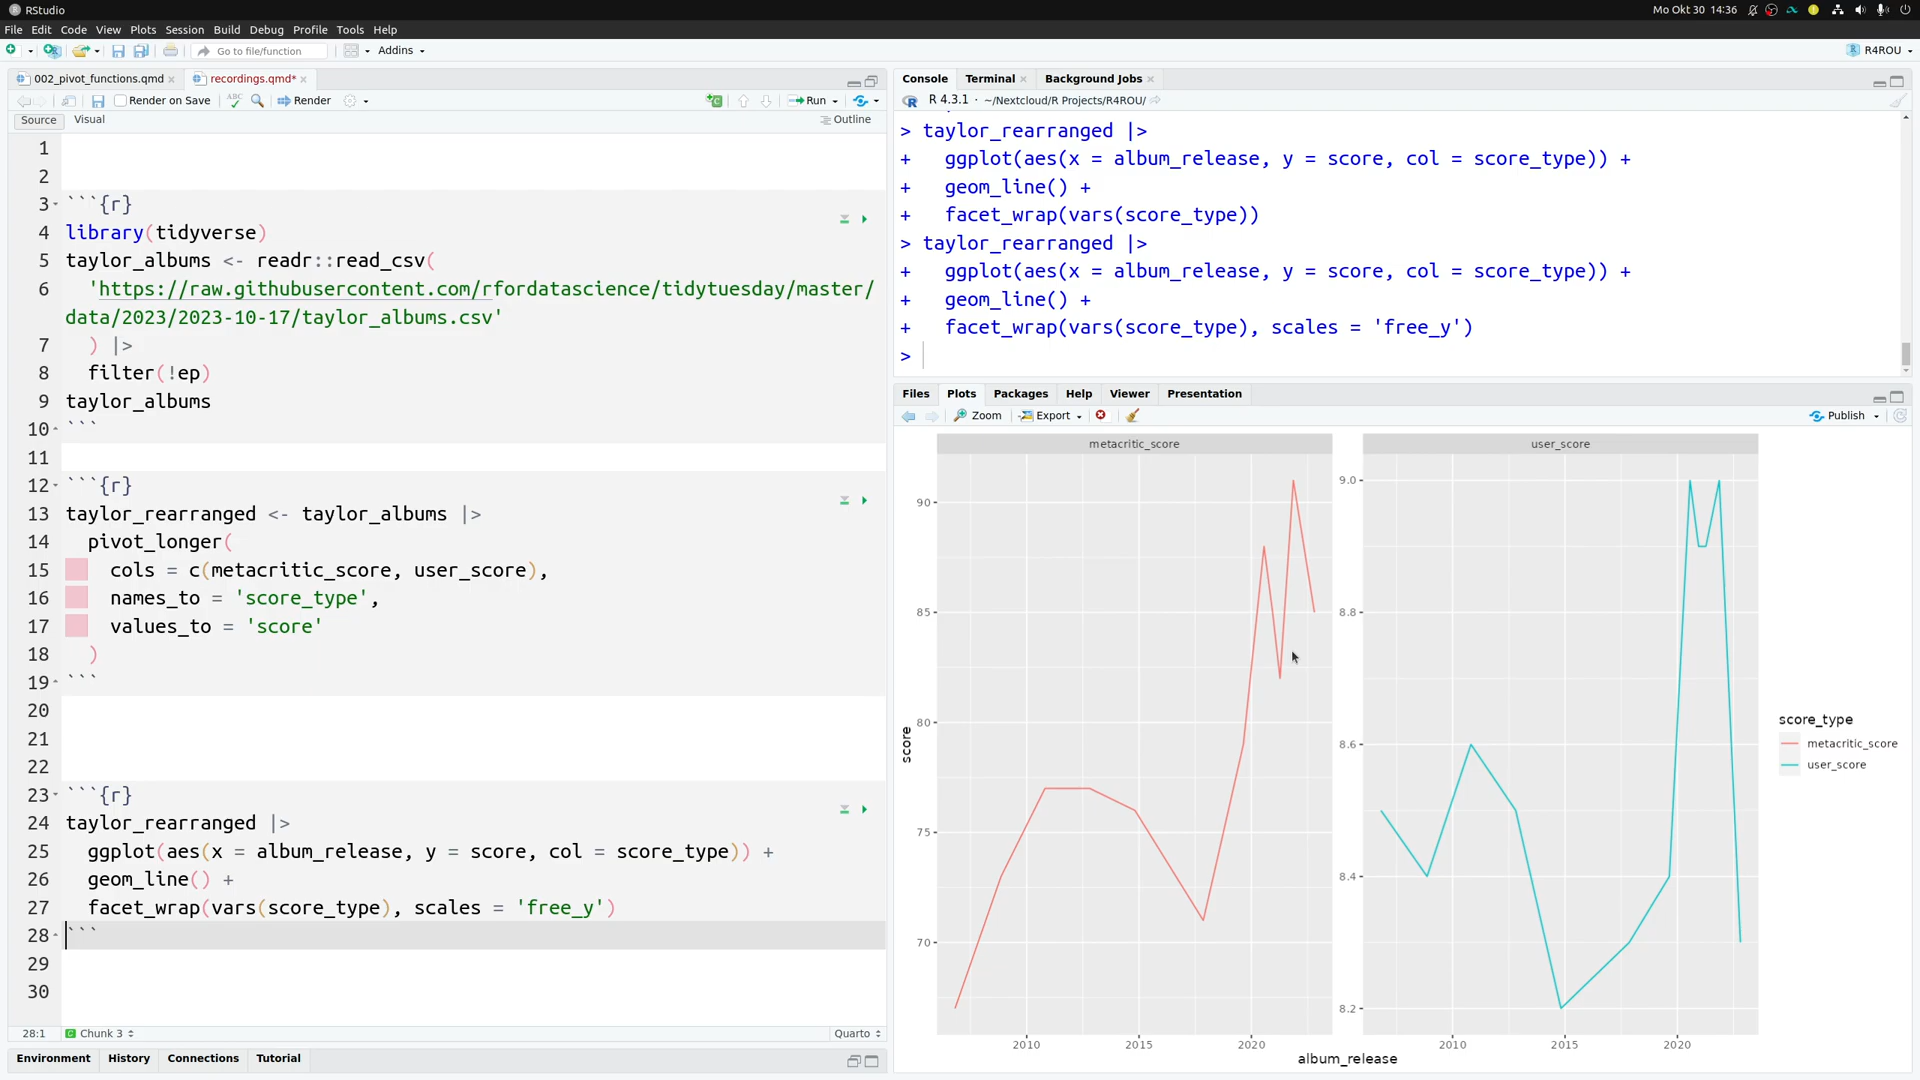 RStudio
Mo Okt 30 14:36
File Edit Code View Plots Session Build Debug Profile Tools Help
Go to file/function
Addins
R4ROU
002_pivot_functions.qmd
recordings.qmd*
Render on Save
ABC
Render
Run
Source Visual
Outline
1
2
3 ```{r}
4 library(tidyverse)
5 taylor_albums <- readr::read_csv(
6 'https://raw.githubusercontent.com/rfordatascience/tidytuesday/master/
data/2023/2023-10-17/taylor_albums.csv'
7 ) |>
8 filter(!ep)
9 taylor_albums
10 ```
11
12 ```{r}
13 taylor_rearranged <- taylor_albums |>
14 pivot_longer(
15 cols = c(metacritic_score, user_score),
16 names_to = 'score_type',
17 values_to = 'score'
18 )
19 ```
20
21
22
23 ```{r}
24 taylor_rearranged |>
25 ggplot(aes(x = album_release, y = score, col = score_type)) +
26 geom_line() +
27 facet_wrap(vars(score_type), scales = 'free_y')
28 ```
29
30
28:1 Chunk 3 Quarto
Environment History Connections Tutorial
Console Terminal Background Jobs
R 4.3.1 · ~/Nextcloud/R Projects/R4ROU/
> taylor_rearranged |>
+ ggplot(aes(x = album_release, y = score, col = score_type)) +
+ geom_line() +
+ facet_wrap(vars(score_type))
> taylor_rearranged |>
+ ggplot(aes(x = album_release, y = score, col = score_type)) +
+ geom_line() +
+ facet_wrap(vars(score_type), scales = 'free_y')
>
Files Plots Packages Help Viewer Presentation
Zoom Export Publish
metacritic_score
user_score
90
85
80
75
70
9.0
8.8
8.6
8.4
8.2
score
2010 2015 2020
2010 2015 2020
album_release
score_type
metacritic_score
user_score